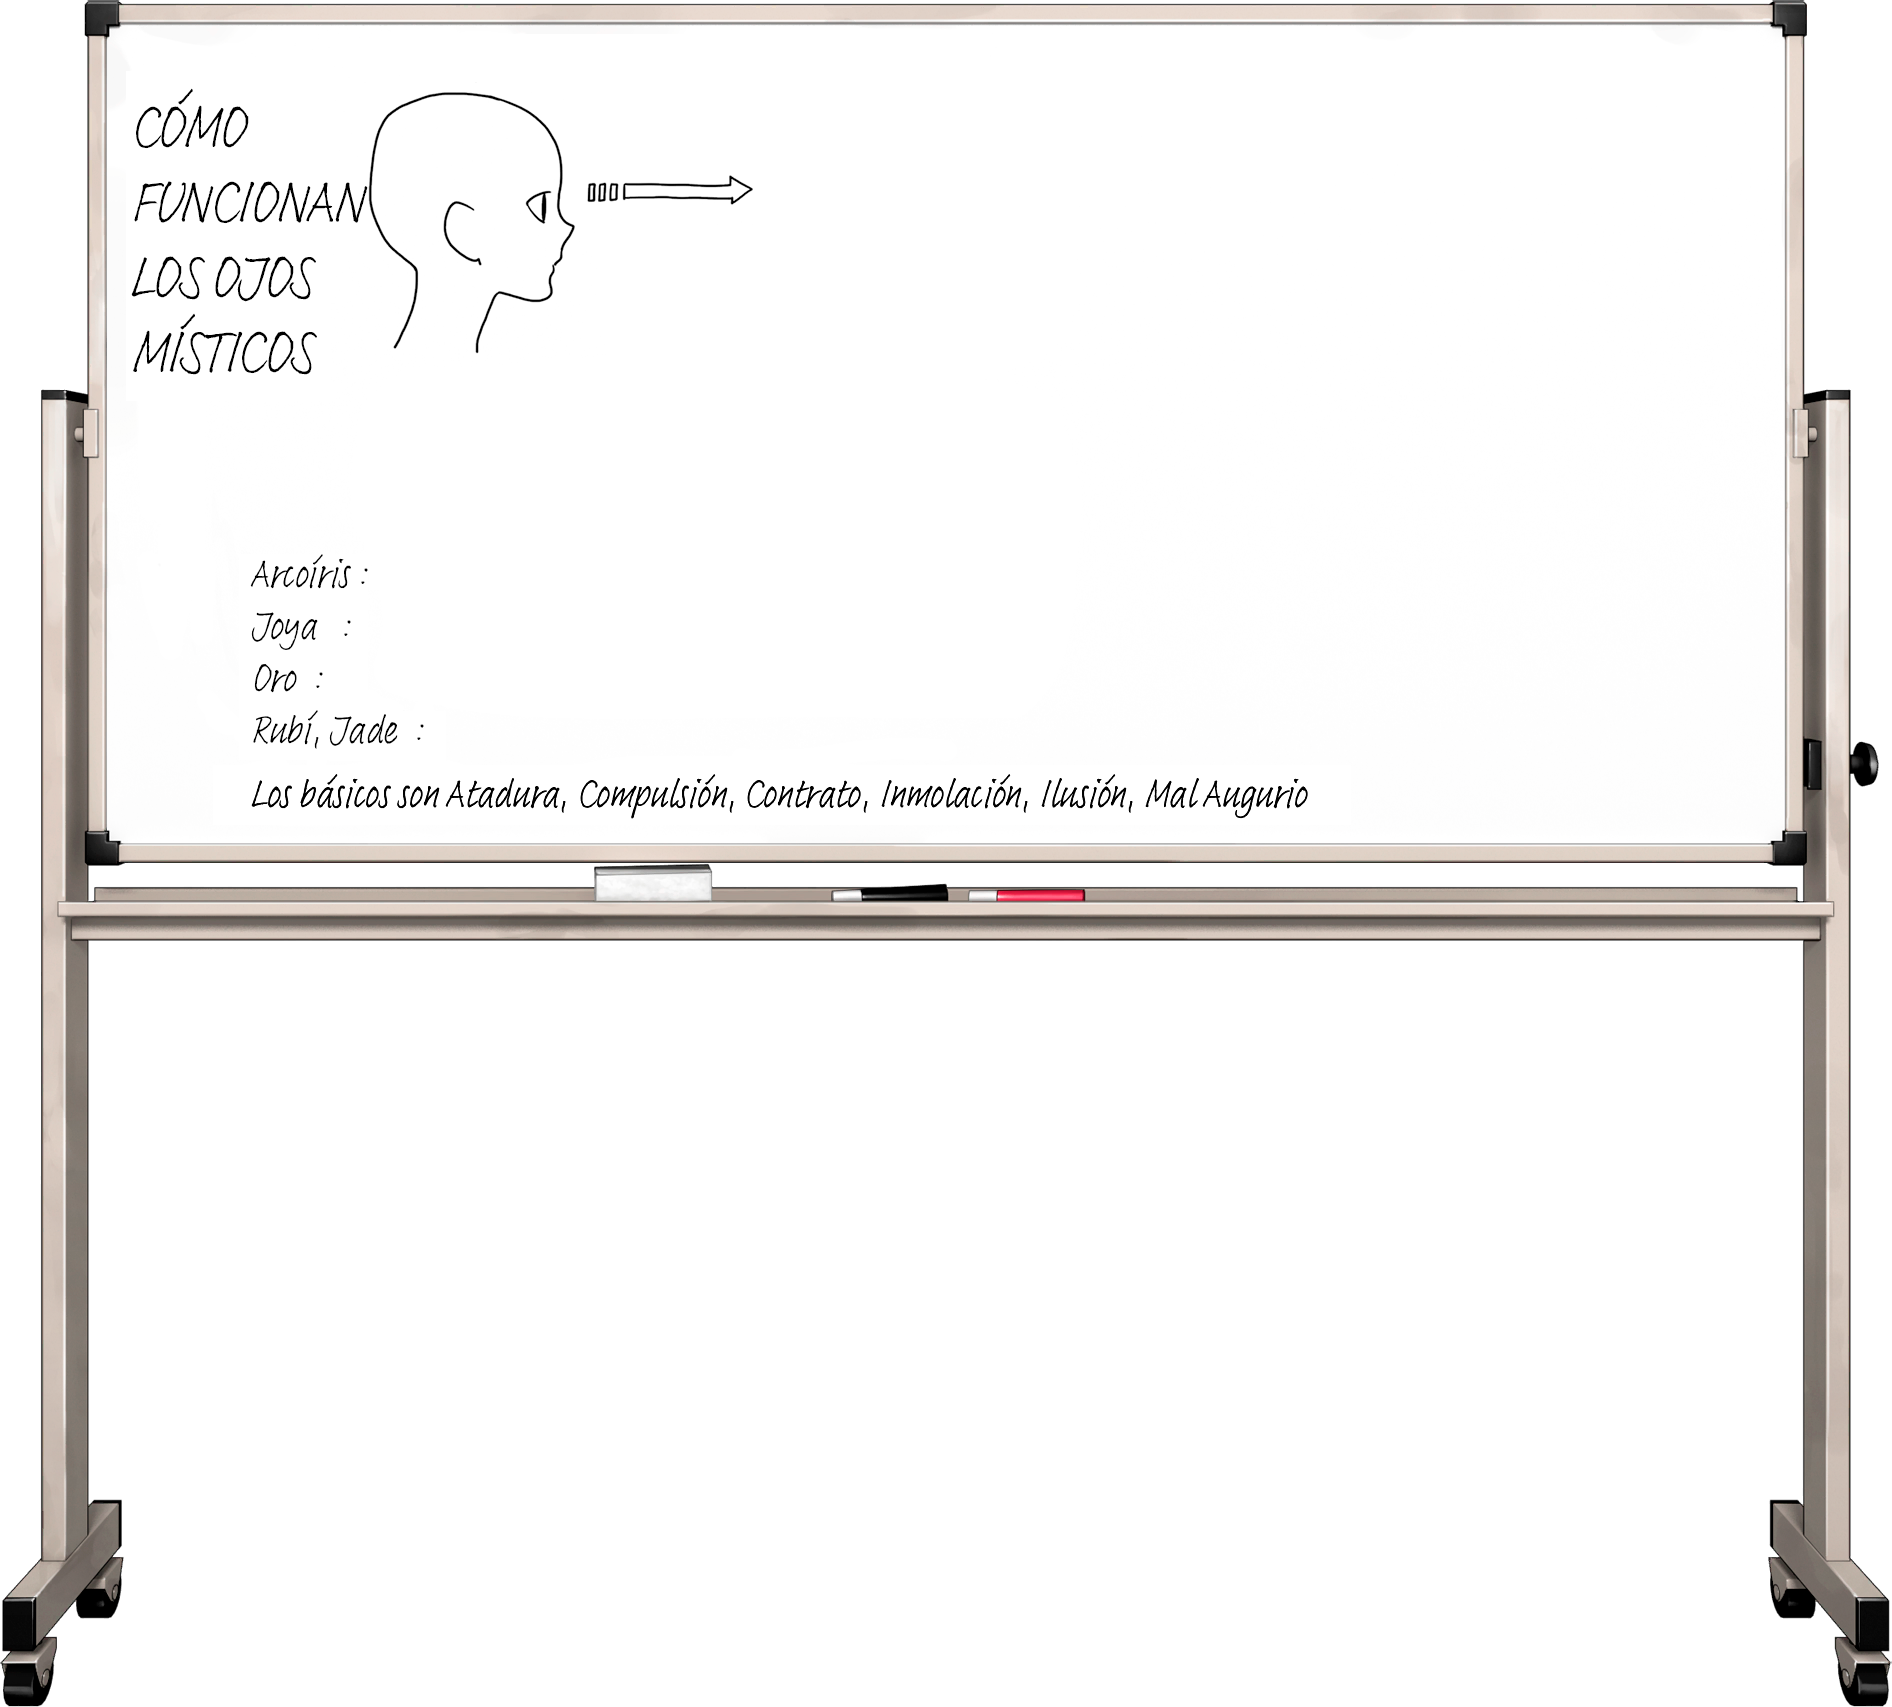 CÓMO
FUNCIONAN
LOS OJOS
MÍSTICOS
Arcoíris :
Joya :
Oro :
Rubí, Jade :
Los básicos son Atadura, Compulsión, Contrato, Inmolación, Ilusión, Mal Augurio